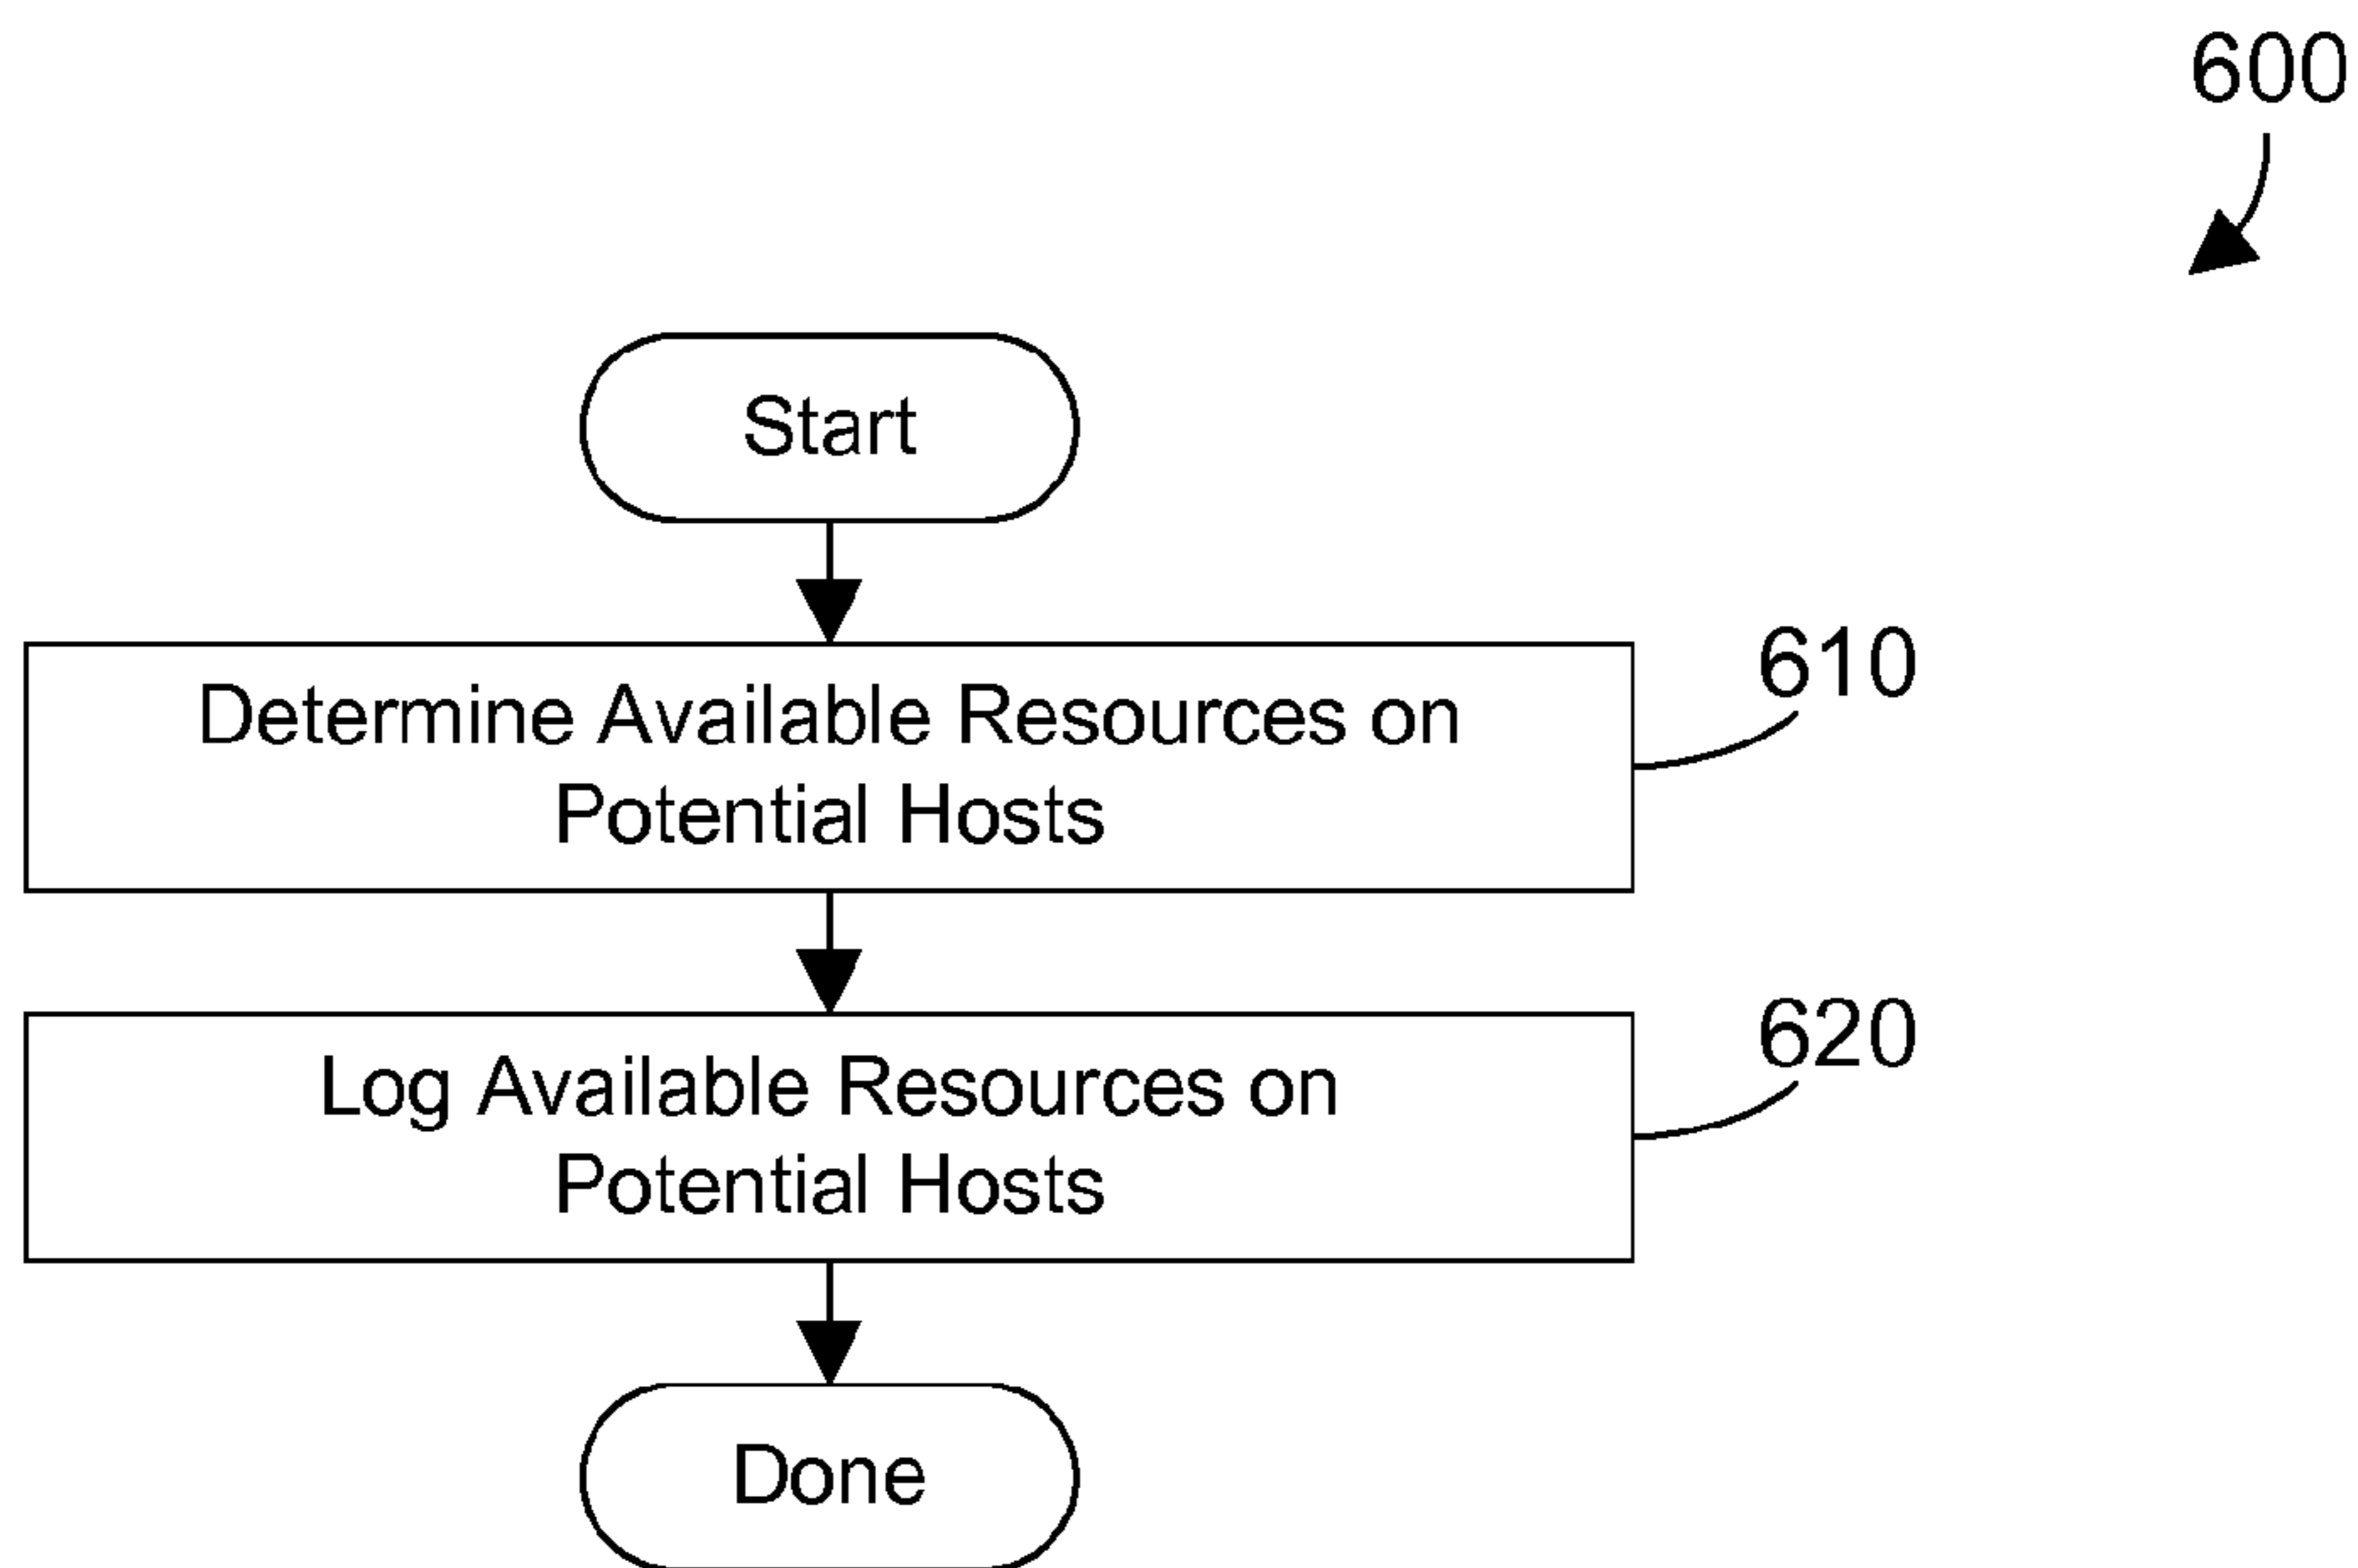 600
Start
Determine Available Resources on
Potential Hosts
610
Log Available Resources on
Potential Hosts
620
Done